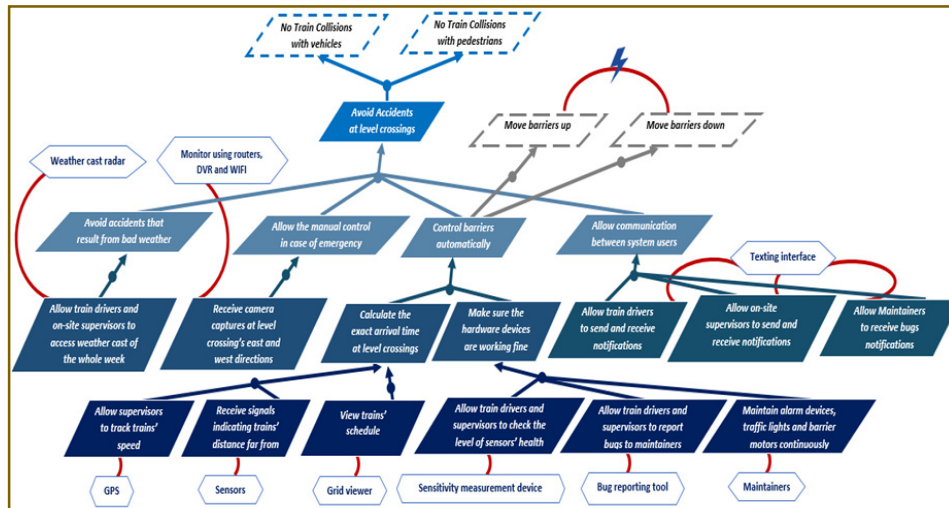 No Train Collisions
with vehicles
No Train Collisions
with pedestrians
Avoid Accidents
at level crossings
Move barriers up
Move barriers down
Weather cast radar
Monitor using routers,
DVR and WIFI
Avoid accidents that
result from bad weather
Allow the manual control
in case of emergency
Control barriers
automatically
Allow communication
between system users
Texting interface
Allow train drivers and
on-site supervisors to
access weather cast of
the whole week
Receive camera
captures at level
crossing's east and
west directions
Calculate the
exact arrival time
at level crossings
Make sure the
hardware devices
are working fine
Allow train drivers
to send and receive
notifications
Allow on-site
supervisors to send and
receive notifications
Allow Maintainers
to receive bugs
notifications
Allow supervisors
to track trains'
speed
Receive signals
indicating trains'
distance far from
View trains'
schedule
Allow train drivers and
supervisors to check the
level of sensors' health
Allow train drivers and
supervisors to report
bugs to maintainers
Maintain alarm devices,
traffic lights and barrier
motors continuously
GPS
Sensors
Grid viewer
Sensitivity measurement device
Bug reporting tool
Maintainers